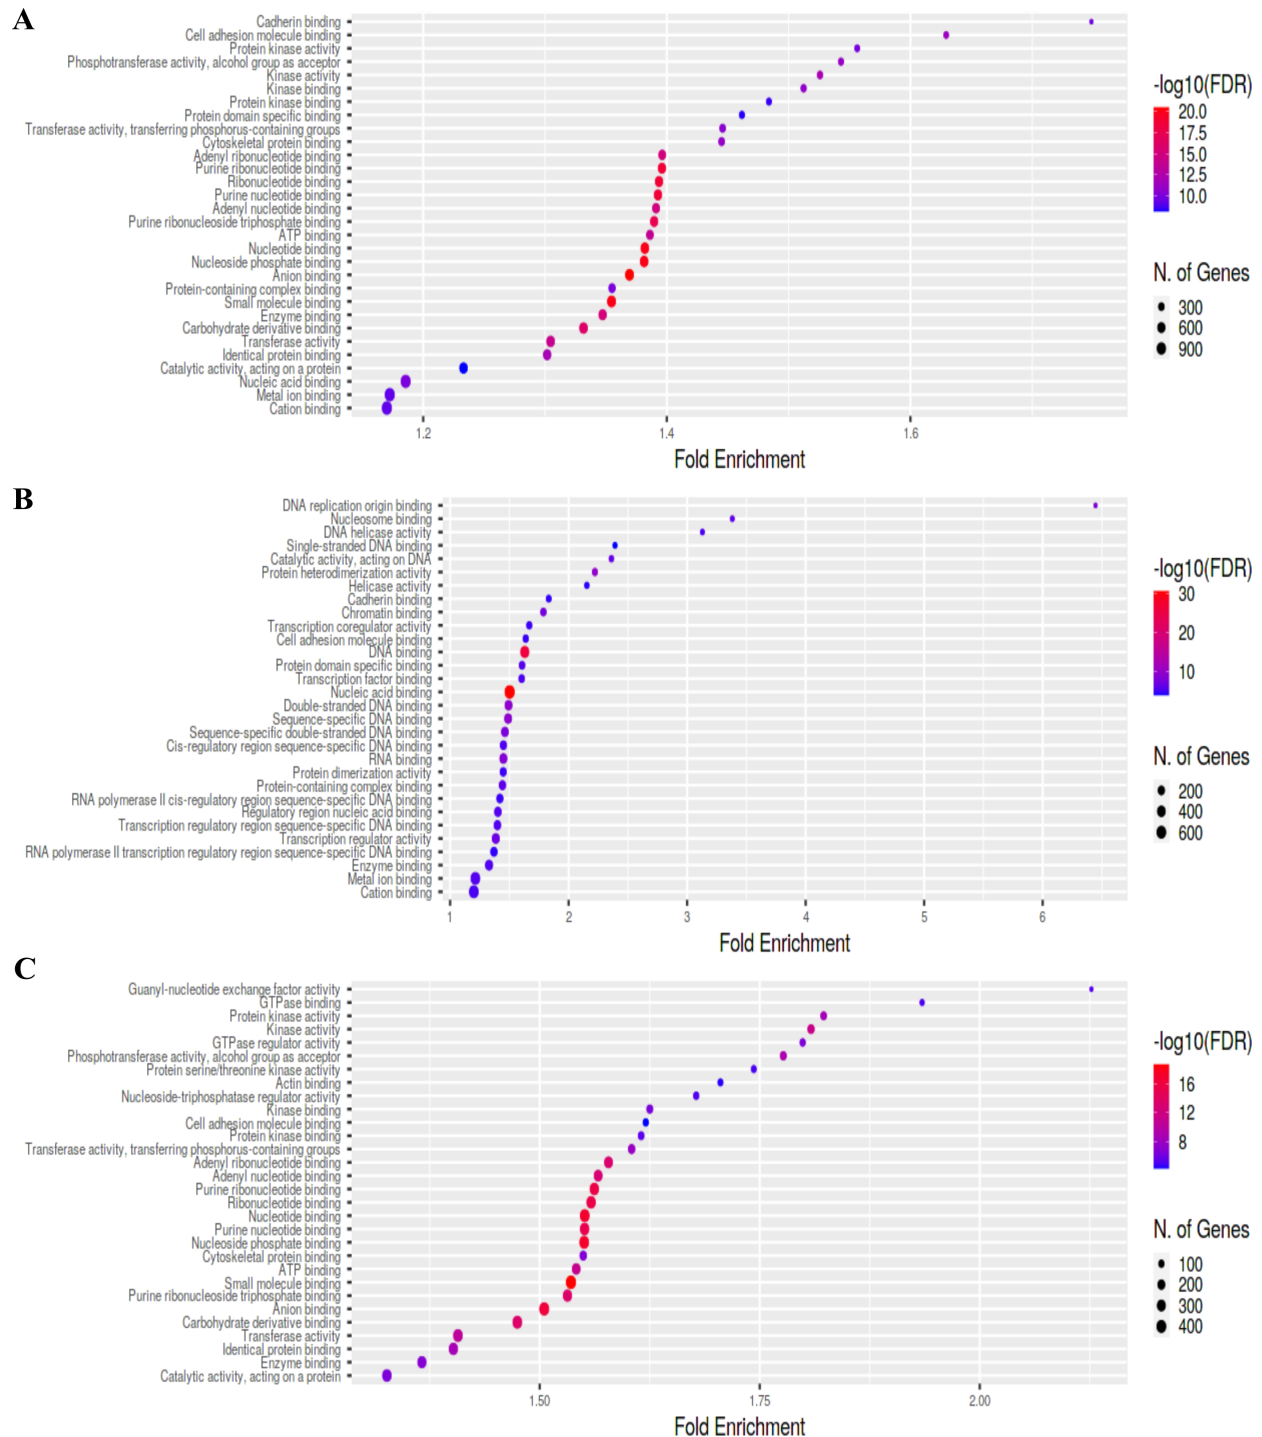 A
Cadherin binding
Cell adhesion molecule binding
Protein kinase activity
Phosphotransferase activity, alcohol group as acceptor
Kinase activity
Kinase binding
Protein kinase binding
Protein domain specific binding
Transferase activity, transferring phosphorus-containing groups
Cytoskeletal protein binding
Adenyl ribonucleotide binding
Purine ribonucleotide binding
Ribonucleotide binding
Purine nucleotide binding
Adenyl nucleotide binding
Purine ribonucleoside triphosphate binding
ATP binding
Nucleotide binding
Nucleoside phosphate binding
Anion binding
Protein-containing complex binding
Small molecule binding
Enzyme binding
Carbohydrate derivative binding
Transferase activity
Identical protein binding
Catalytic activity, acting on a protein
Nucleic acid binding
Metal ion binding
Cation binding
1.2 1.4 1.6
Fold Enrichment
-log10(FDR)
20.0
17.5
15.0
12.5
10.0
N. of Genes
300
600
900
B
DNA replication origin binding
Nucleosome binding
DNA helicase activity
Single-stranded DNA binding
Catalytic activity, acting on DNA
Protein heterodimerization activity
Helicase activity
Cadherin binding
Chromatin binding
Transcription coregulator activity
Cell adhesion molecule binding
DNA binding
Protein domain specific binding
Transcription factor binding
Nucleic acid binding
Double-stranded DNA binding
Sequence-specific DNA binding
Sequence-specific double-stranded DNA binding
Cis-regulatory region sequence-specific DNA binding
RNA binding
Protein dimerization activity
Protein-containing complex binding
RNA polymerase II cis-regulatory region sequence-specific DNA binding
Regulatory region nucleic acid binding
Transcription regulatory region sequence-specific DNA binding
Transcription regulator activity
RNA polymerase II transcription regulatory region sequence-specific DNA binding
Enzyme binding
Metal ion binding
Cation binding
1 2 3 4 5 6
Fold Enrichment
-log10(FDR)
30
20
10
N. of Genes
200
400
600
C
Guanyl-nucleotide exchange factor activity
GTPase binding
Protein kinase activity
Kinase activity
GTPase regulator activity
Phosphotransferase activity, alcohol group as acceptor
Protein serine/threonine kinase activity
Actin binding
Nucleoside-triphosphatase regulator activity
Kinase binding
Cell adhesion molecule binding
Protein kinase binding
Transferase activity, transferring phosphorus-containing groups
Adenyl ribonucleotide binding
Adenyl nucleotide binding
Purine ribonucleotide binding
Ribonucleotide binding
Nucleotide binding
Purine nucleotide binding
Nucleoside phosphate binding
Cytoskeletal protein binding
ATP binding
Small molecule binding
Purine ribonucleoside triphosphate binding
Anion binding
Carbohydrate derivative binding
Transferase activity
Identical protein binding
Enzyme binding
Catalytic activity, acting on a protein
1.50 1.75 2.00
Fold Enrichment
-log10(FDR)
16
12
8
N. of Genes
100
200
300
400